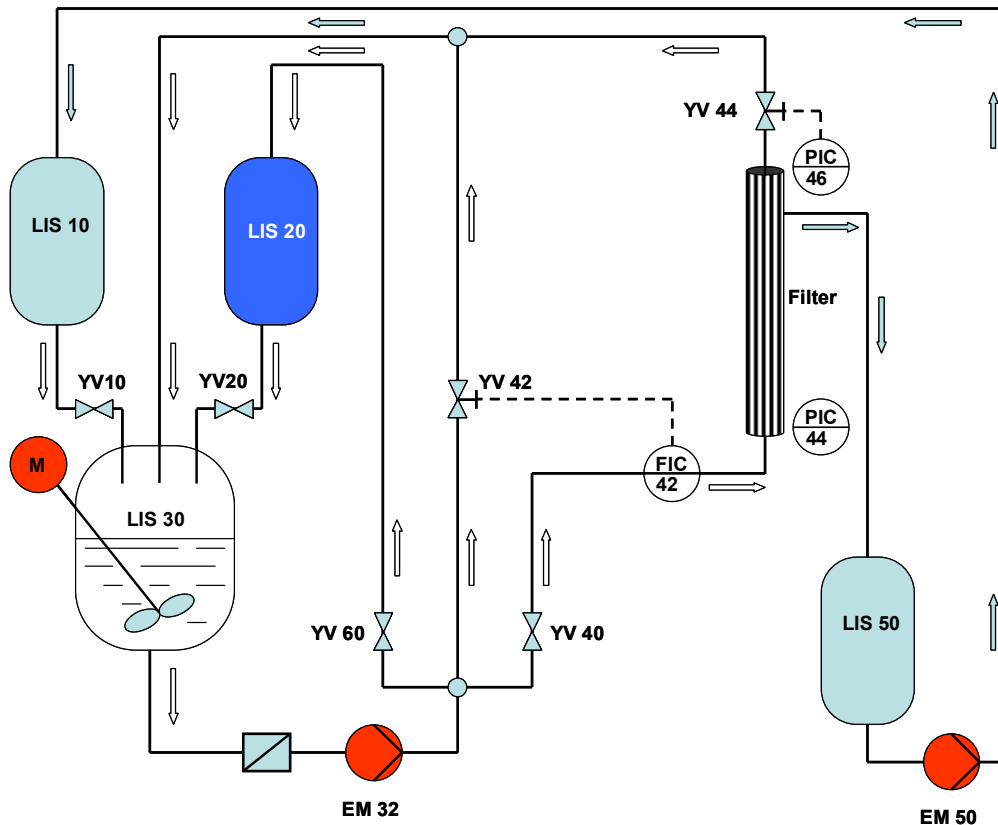 YV 44
PIC
46
LIS 10
LIS 20
Filter
YV10
YV20
YV 42
PIC
44
M
FIC
42
LIS 30
YV 60
YV 40
LIS 50
EM 32
EM 50